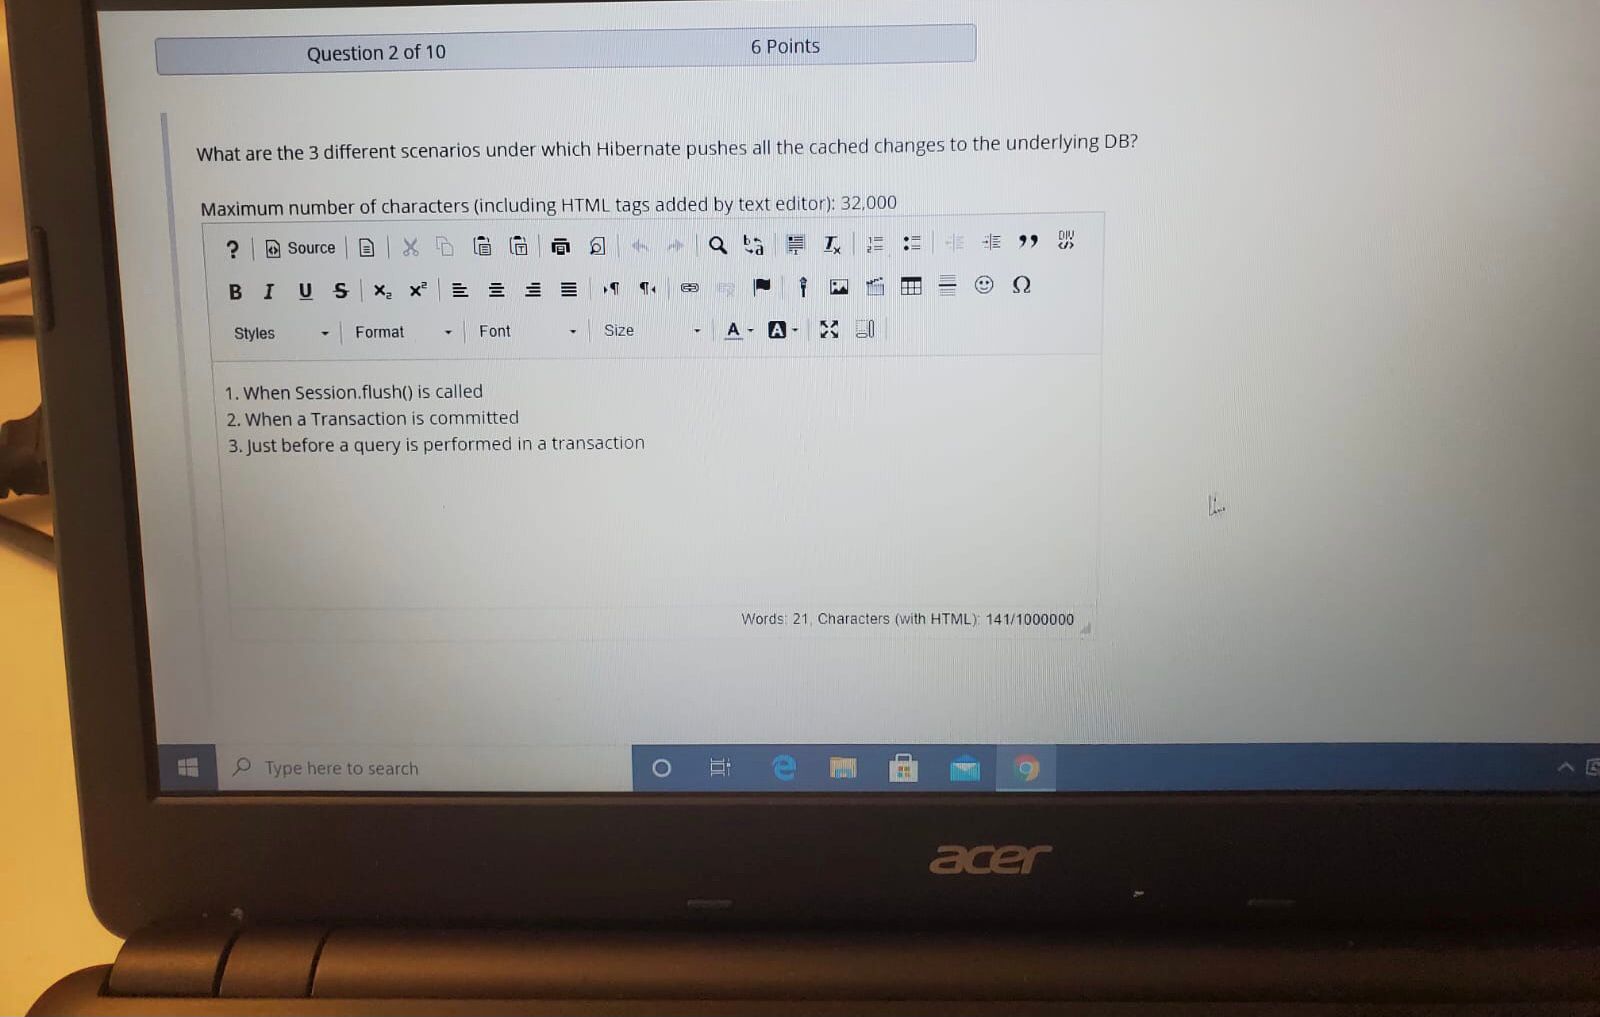 Question 2 of 10 6 Points
What are the 3 different scenarios under which Hibernate pushes all the cached changes to the underlying DB?
Maximum number of characters (including HTML tags added by text editor): 32,000
? Source
B I U S x₂ x²
Styles Format Font Size A A
1. When Session.flush() is called
2. When a Transaction is committed
3. Just before a query is performed in a transaction
Words: 21, Characters (with HTML): 141/1000000
Type here to search
acer